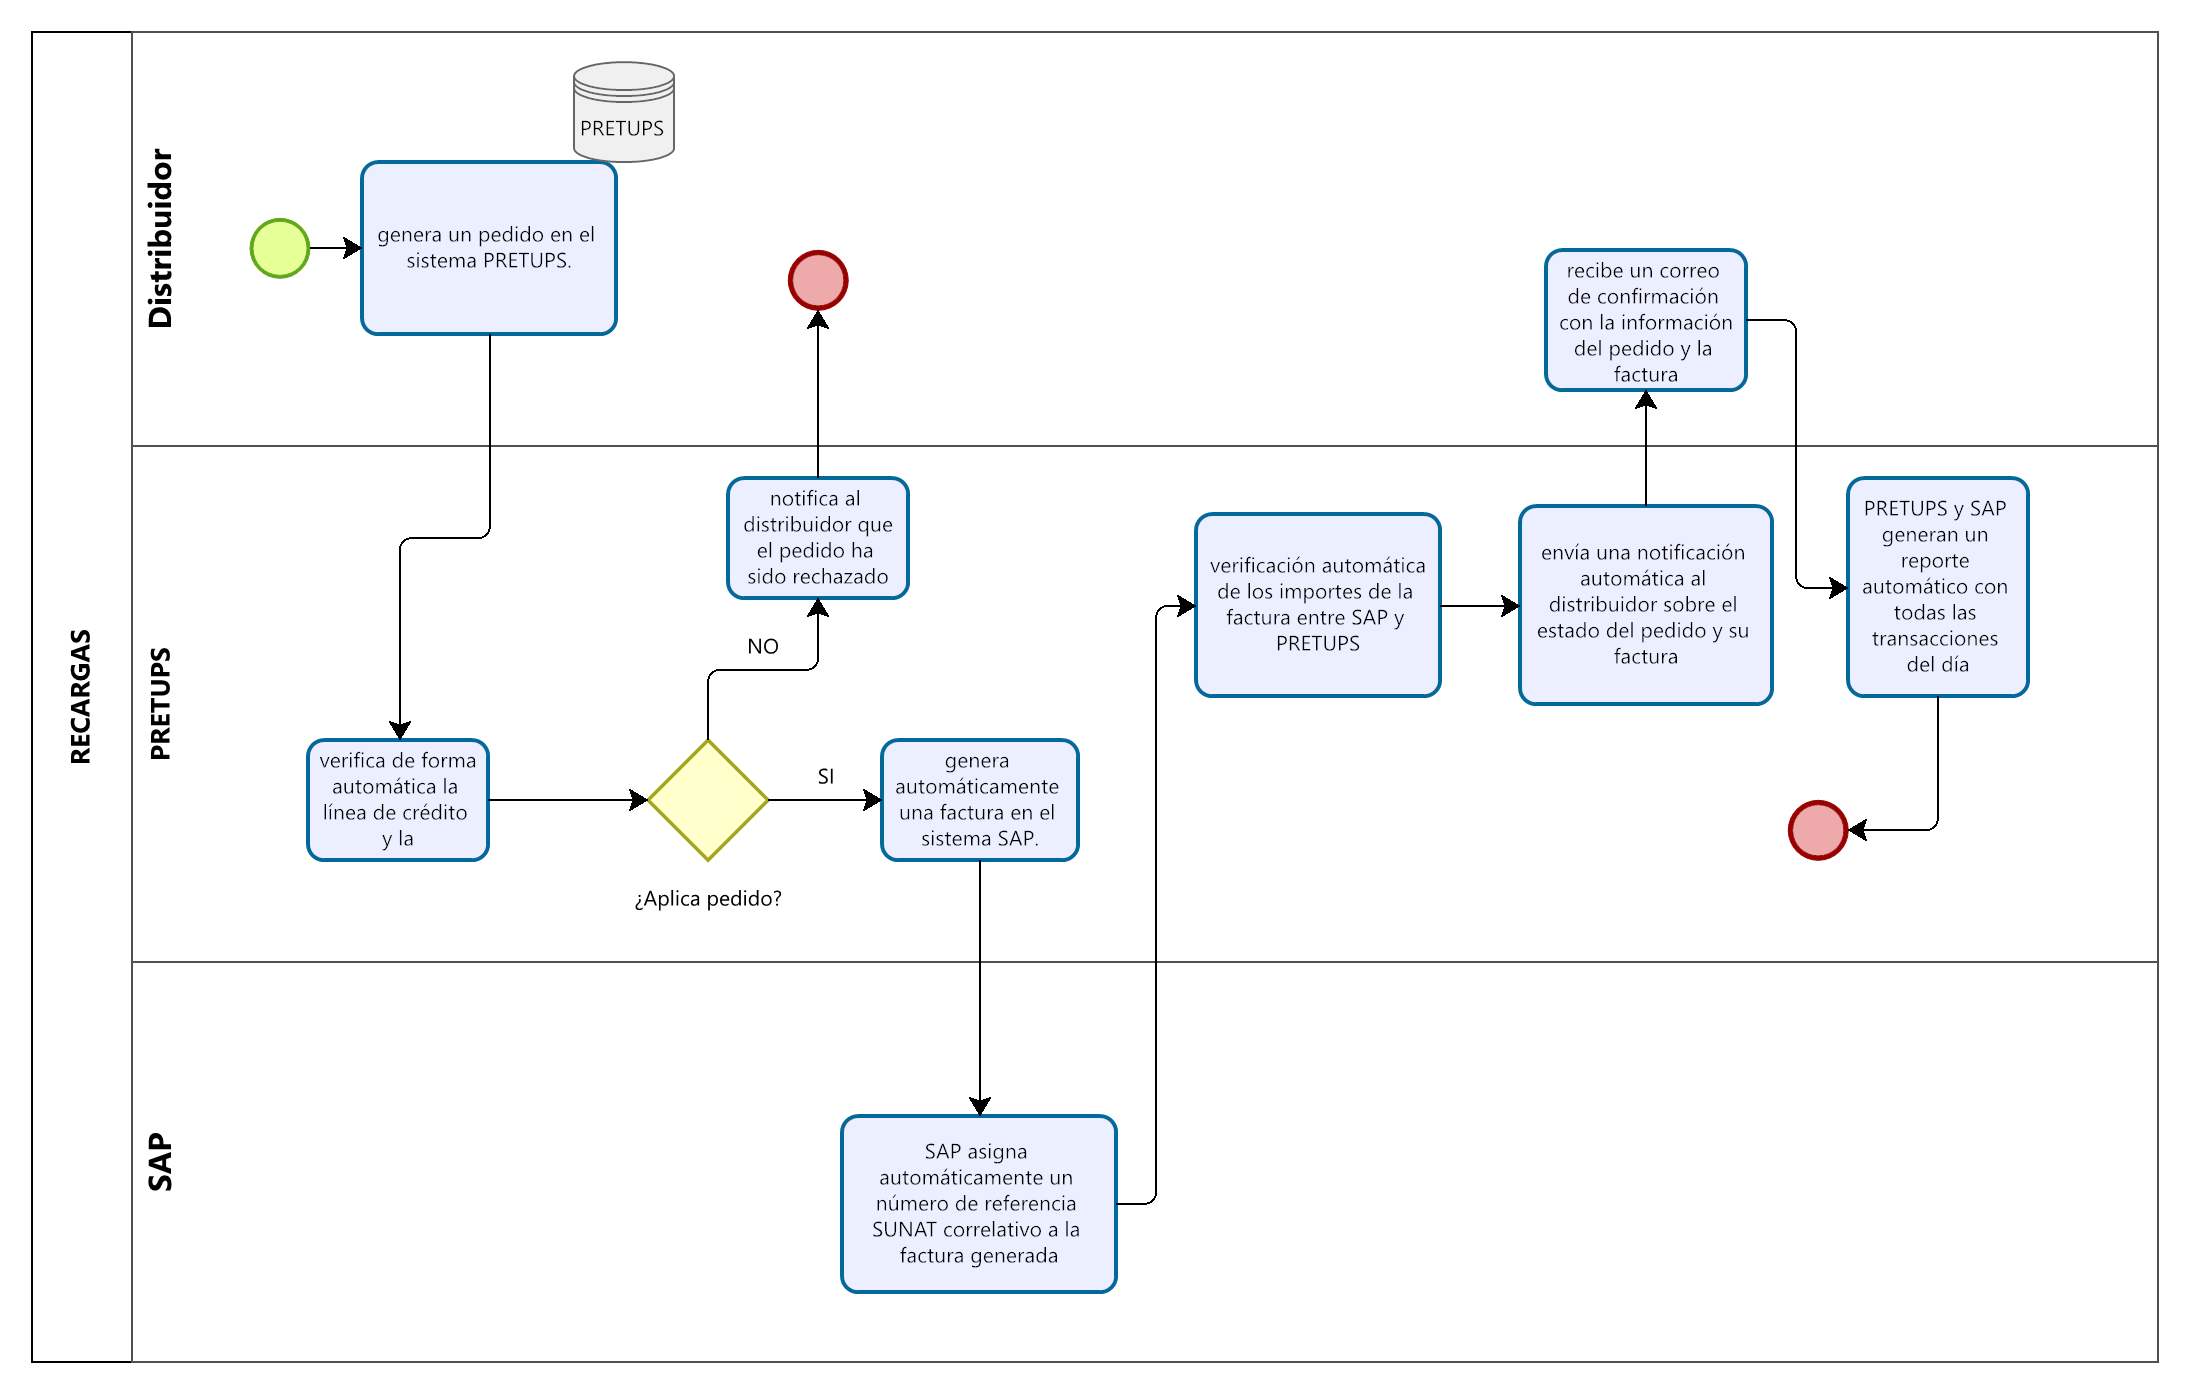 RECARGAS
Distribuidor
PRETUPS
genera un pedido en el
sistema PRETUPS.
recibe un correo
de confirmación
con la información
del pedido y la
factura
PRETUPS
notifica al
distribuidor que
el pedido ha
sido rechazado
NO
verifica de forma
automática la
línea de crédito
y la
¿Aplica pedido?
SI
genera
automáticamente
una factura en el
sistema SAP.
verificación automática
de los importes de la
factura entre SAP y
PRETUPS
envía una notificación
automática al
distribuidor sobre el
estado del pedido y su
factura
PRETUPS y SAP
generan un
reporte
automático con
todas las
transacciones
del día
SAP
SAP asigna
automáticamente un
número de referencia
SUNAT correlativo a la
factura generada